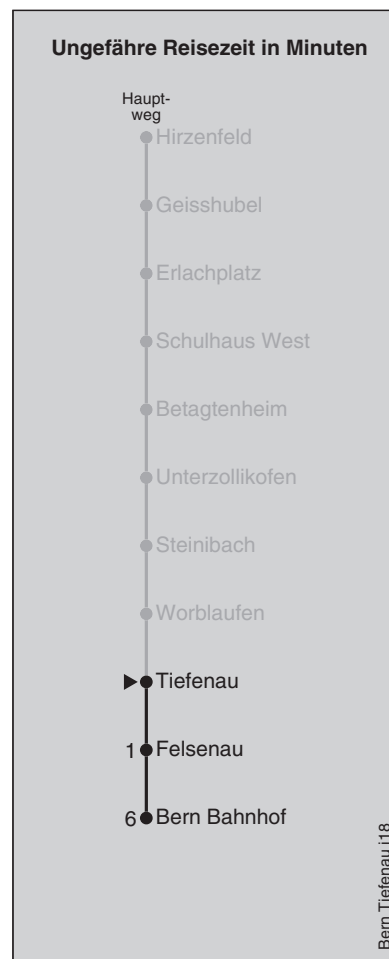 Ungefähre Reisezeit in Minuten
Haupt-
weg
Hirzenfeld
Geisshubel
Erlachplatz
Schulhaus West
Betagtenheim
Unterzollikofen
Steinibach
Worblaufen
Tiefenau
1 Felsenau
6 Bern Bahnhof
Bern Tiefenau j18